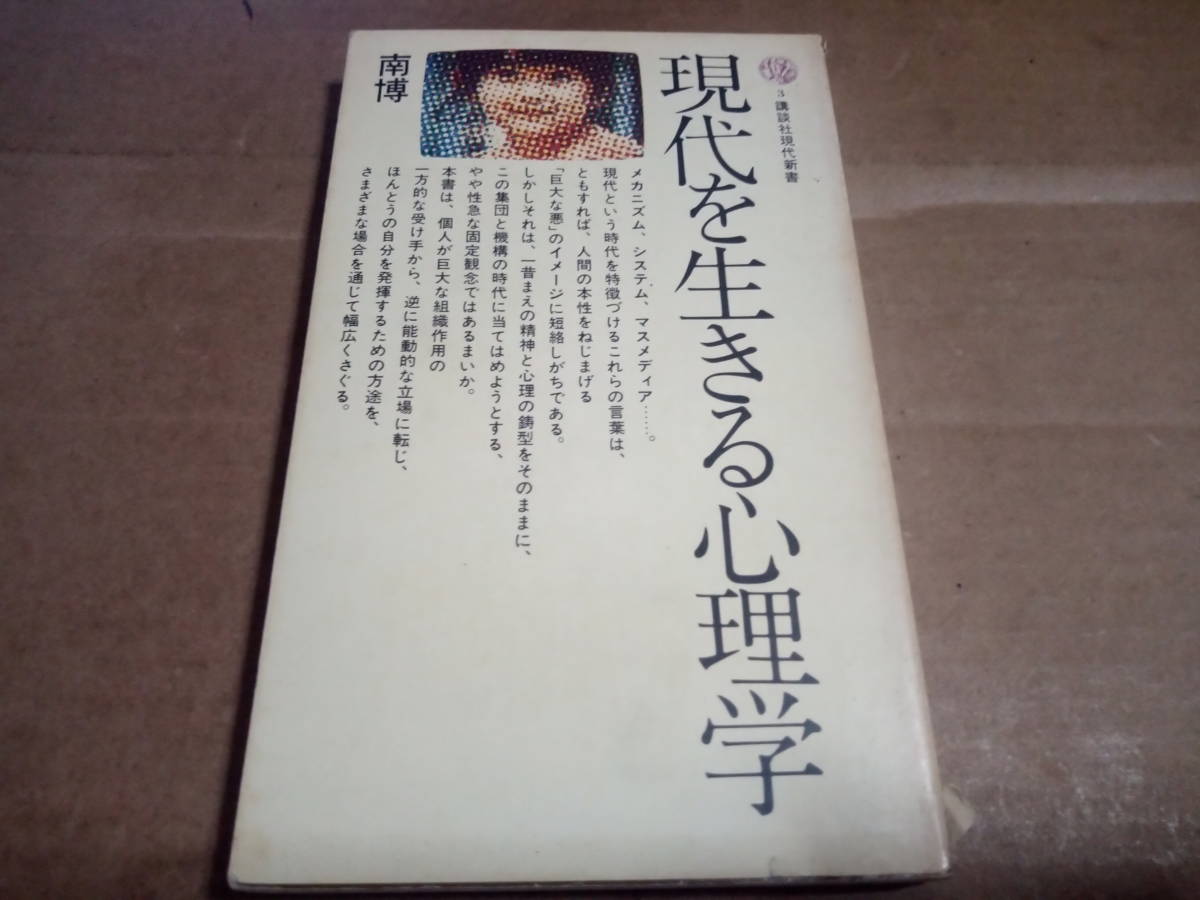 3 講談社現代新書
現代を生きる心理学
南博
メカニズム、システム、マスメディア……。
現代という時代を特徴づけるこれらの言葉は、
ともすれば、人間の本性をねじまげる
「巨大な悪」のイメージに短絡しがちである。
しかしそれは、一昔まえの精神と心理の鋳型をそのままに、
この集団と機構の時代に当てはめようとする、
やや性急な固定観念ではあるまいか。
本書は、個人が巨大な組織作用の
一方的な受け手から、逆に能動的な立場に転じ、
ほんとうの自分を発揮するための方途を、
さまざまな場合を通じて幅広くさぐる。